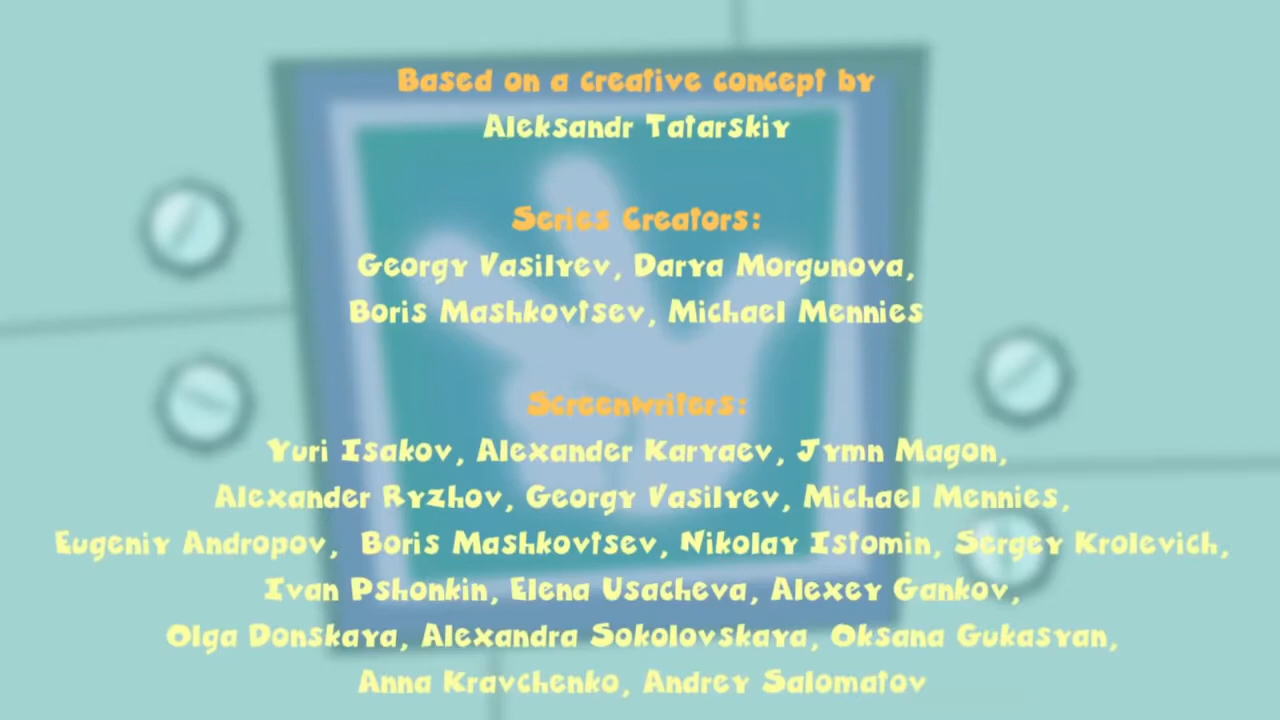 Based on a creative concept by
Aleksandr Tatarskiy
Series Creators:
Georgy Vasilyev, Darya Morgunova,
Boris Mashkovtsev, Michael Mennies
Screenwriters:
Yuri Isakov, Alexander Karyaev, Jymn Magon,
Alexander Ryzhov, Georgy Vasilyev, Michael Mennies,
Eugeniy Andropov, Boris Mashkovtsev, Nikolay Istomin, Sergey Krolevich,
Ivan Pshonkin, Elena Usacheva, Alexey Gankov,
Olga Donskaya, Alexandra Sokolovskaya, Oksana Gukasyan,
Anna Kravchenko, Andrey Salomatov